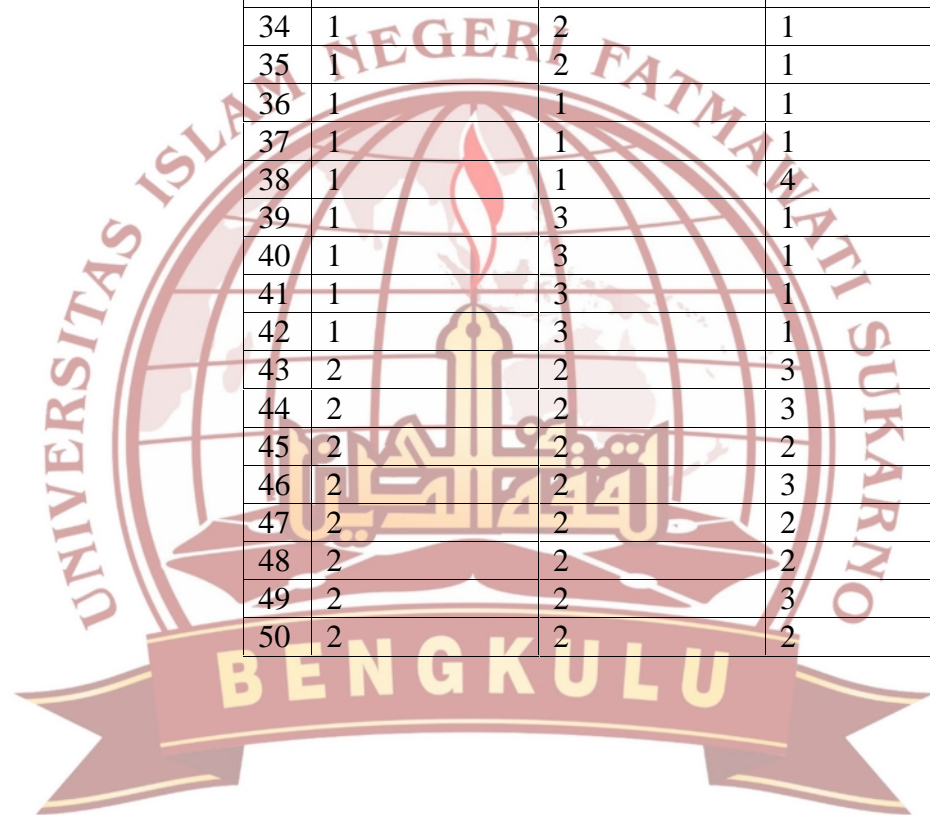 UNIVERSITAS ISLAM NEGERI FATMAWATI SUKARNO
34 1 2 1
35 1 2 1
36 1 1 1
37 1 1 1
38 1 1 4
39 1 3 1
40 1 3 1
41 1 3 1
42 1 3 1
43 2 2 3
44 2 2 3
45 2 2 2
46 2 2 3
47 2 2 2
48 2 2 2
49 2 2 3
50 2 2 2
BENGKULU